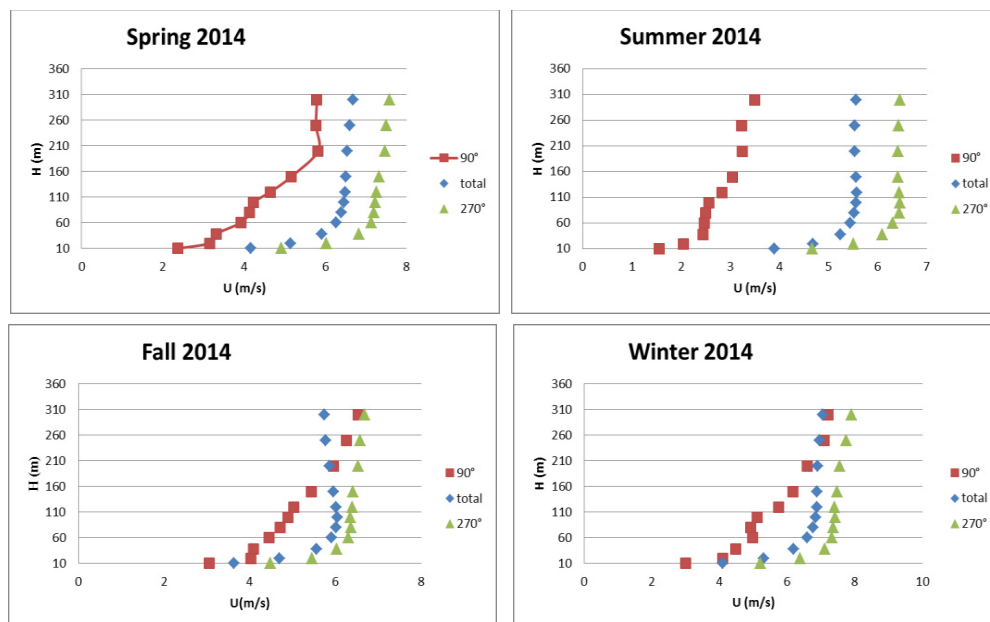 Spring 2014
H (m)
360
310
260
210
160
110
60
10
0 2 4 6 8
U (m/s)
90°
total
270°
Summer 2014
H (m)
360
310
260
210
160
110
60
10
0 1 2 3 4 5 6 7
U (m/s)
90°
total
270°
Fall 2014
H (m)
360
310
260
210
160
110
60
10
0 2 4 6 8
U(m/s)
90°
total
270°
Winter 2014
H (m)
360
310
260
210
160
110
60
10
0 2 4 6 8 10
U (m/s)
90°
total
270°